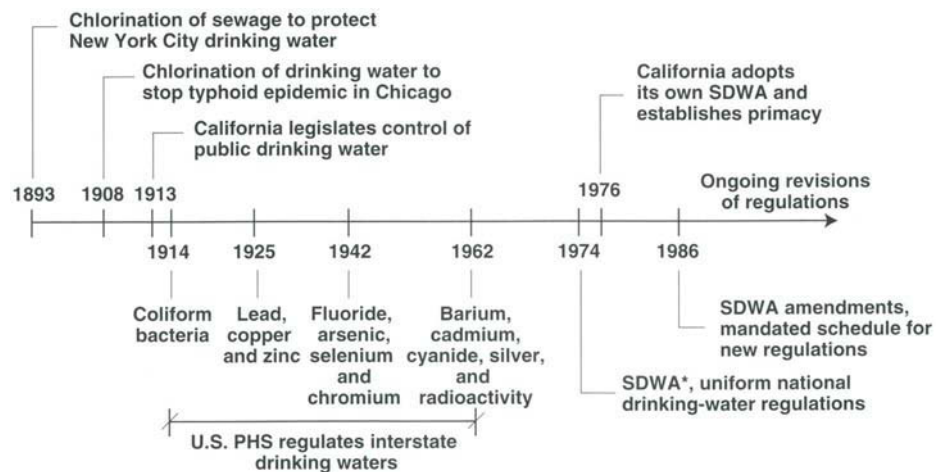 Chlorination of sewage to protect
New York City drinking water
Chlorination of drinking water to
stop typhoid epidemic in Chicago
California legislates control of
public drinking water
California adopts
its own SDWA and
establishes primacy
1893
1908
1913
1976
Ongoing revisions
of regulations
1914
1925
1942
1962
1974
1986
Coliform
bacteria
Lead,
copper
and zinc
Fluoride,
arsenic,
selenium
and
chromium
Barium,
cadmium,
cyanide, silver,
and
radioactivity
SDWA amendments,
mandated schedule for
new regulations
SDWA*, uniform national
drinking-water regulations
U.S. PHS regulates interstate
drinking waters